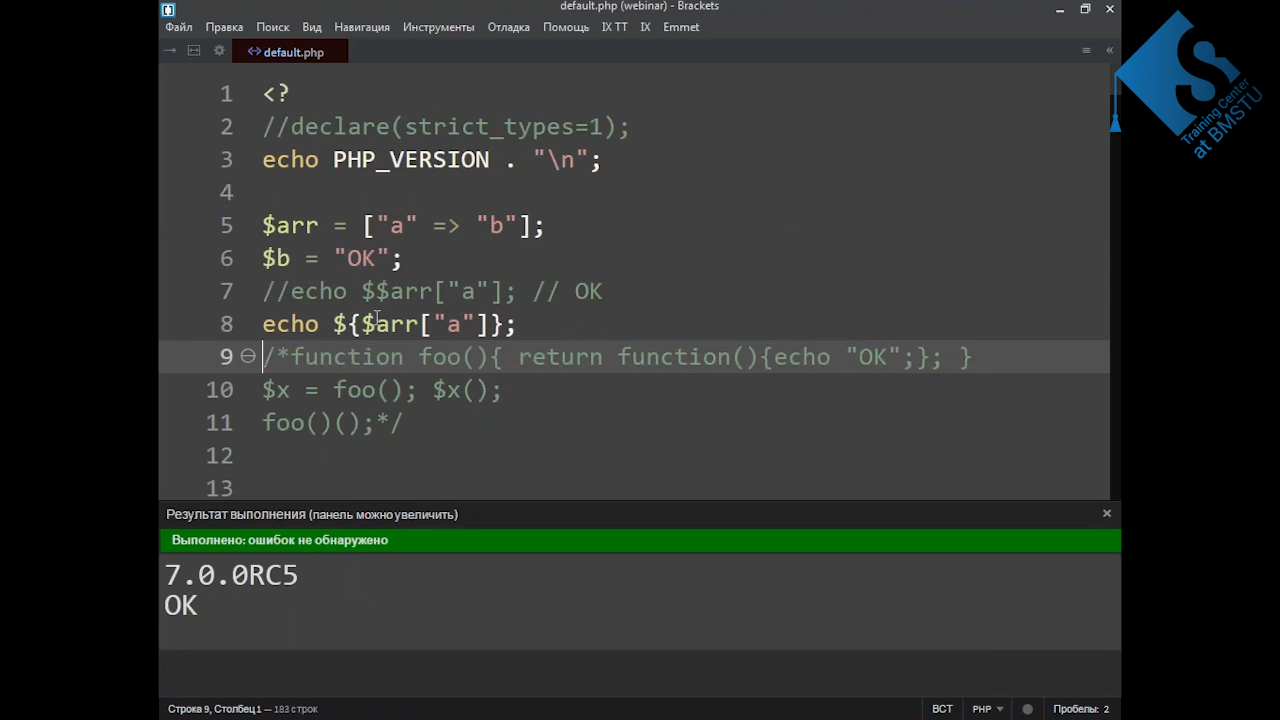 default.php (webinar) - Brackets
Файл Правка Поиск Вид Навигация Инструменты Отладка Помощь IX TT IX Emmet
default.php
1 <?
2 //declare(strict_types=1);
3 echo PHP_VERSION . "\n";
4
5 $arr = ["a" => "b"];
6 $b = "OK";
7 //echo $$arr["a"]; // OK
8 echo ${$arr["a"]};
9 /*function foo(){ return function(){echo "OK";}; }
10 $x = foo(); $x();
11 foo()();*/
12
13
Результат выполнения (панель можно увеличить)
Выполнено: ошибок не обнаружено
7.0.0RC5
OK
Строка 9, Столбец 1 — 183 строк
ВСТ PHP Пробелы: 2
S
Training Center
at BMSTU